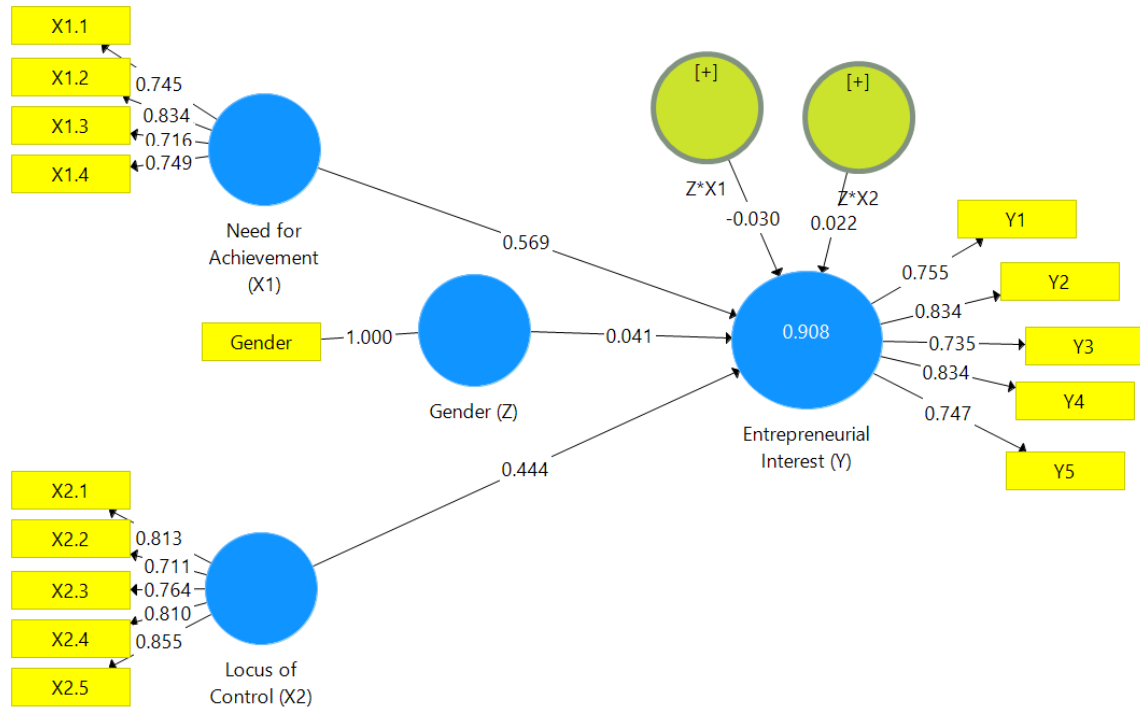 X1.1
X1.2
X1.3
X1.4
0.745
0.834
0.716
0.749
Need for
Achievement
(X1)
0.569
[+]
Z*X1
-0.030
[+]
Z*X2
0.022
Gender
1.000
Gender (Z)
0.041
0.908
Entrepreneurial
Interest (Y)
0.755
0.834
0.735
0.834
0.747
Y1
Y2
Y3
Y4
Y5
0.444
X2.1
X2.2
X2.3
X2.4
X2.5
0.813
0.711
0.764
0.810
0.855
Locus of
Control (X2)